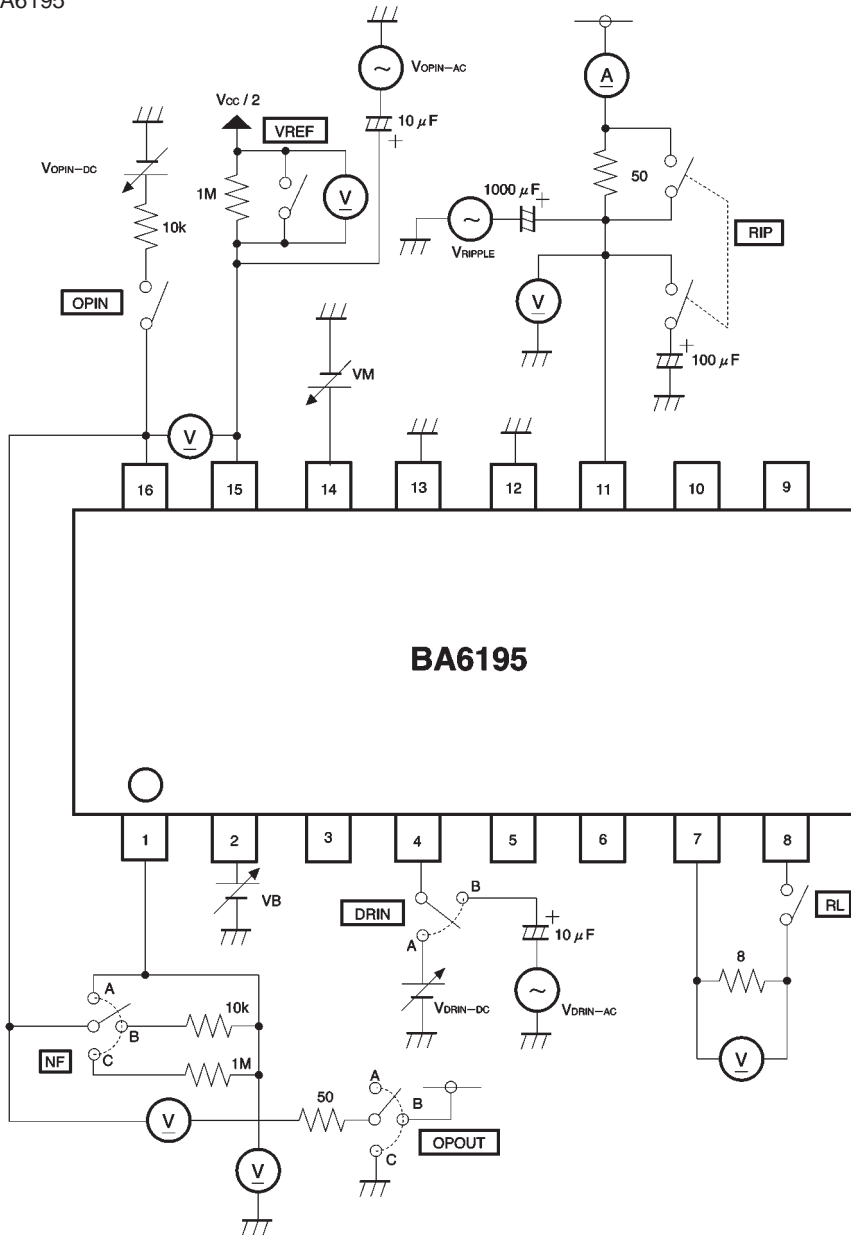 BA6195
VOPIN−AC
A
VCC / 2
10 μF
+
VREF
VOPIN−DC
1M
V
50
1000 μF
+
10k
VRIPPLE
RIP
OPIN
V
VM
+
100 μF
V
16
15
14
13
12
11
10
9
BA6195
1
2
3
4
5
6
7
8
VB
DRIN
B
+
RL
A
10 μF
8
A
VDRIN−DC
VDRIN−AC
B
10k
NF
C
1M
V
A
50
B
V
OPOUT
C
V